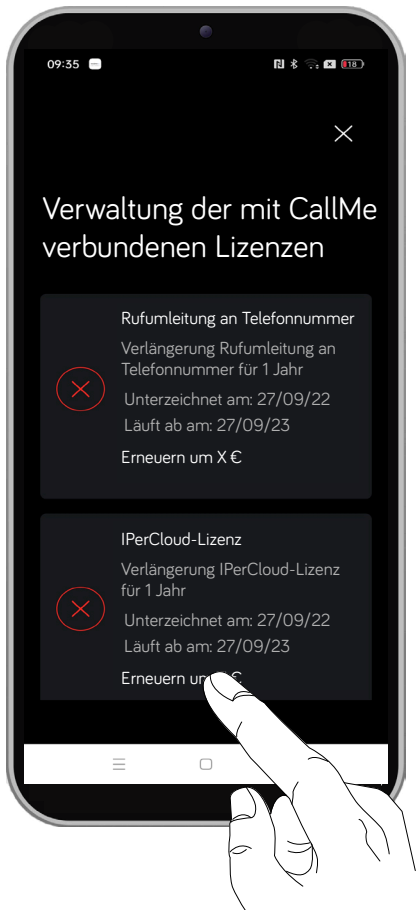 09:35
18
Verwaltung der mit CallMe
verbundenen Lizenzen
Rufumleitung an Telefonnummer
Verlängerung Rufumleitung an
Telefonnummer für 1 Jahr
Unterzeichnet am: 27/09/22
Läuft ab am: 27/09/23
Erneuern um X €
IPerCloud-Lizenz
Verlängerung IPerCloud-Lizenz
für 1 Jahr
Unterzeichnet am: 27/09/22
Läuft ab am: 27/09/23
Erneuern €